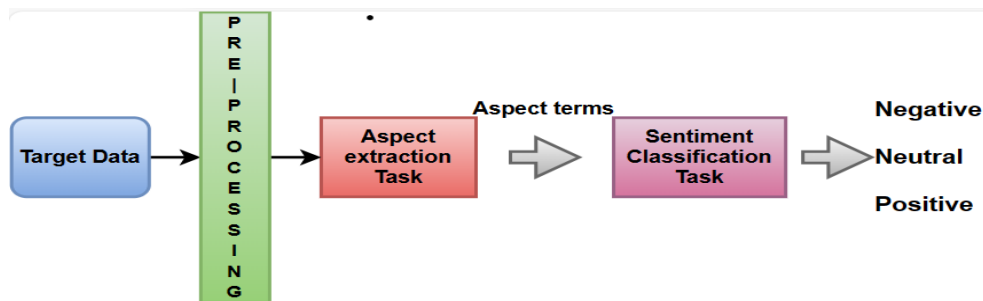 Target Data
P
R
E
|
P
R
O
C
E
S
S
I
N
G
Aspect
extraction
Task
Aspect terms
Sentiment
Classification
Task
Negative
Neutral
Positive